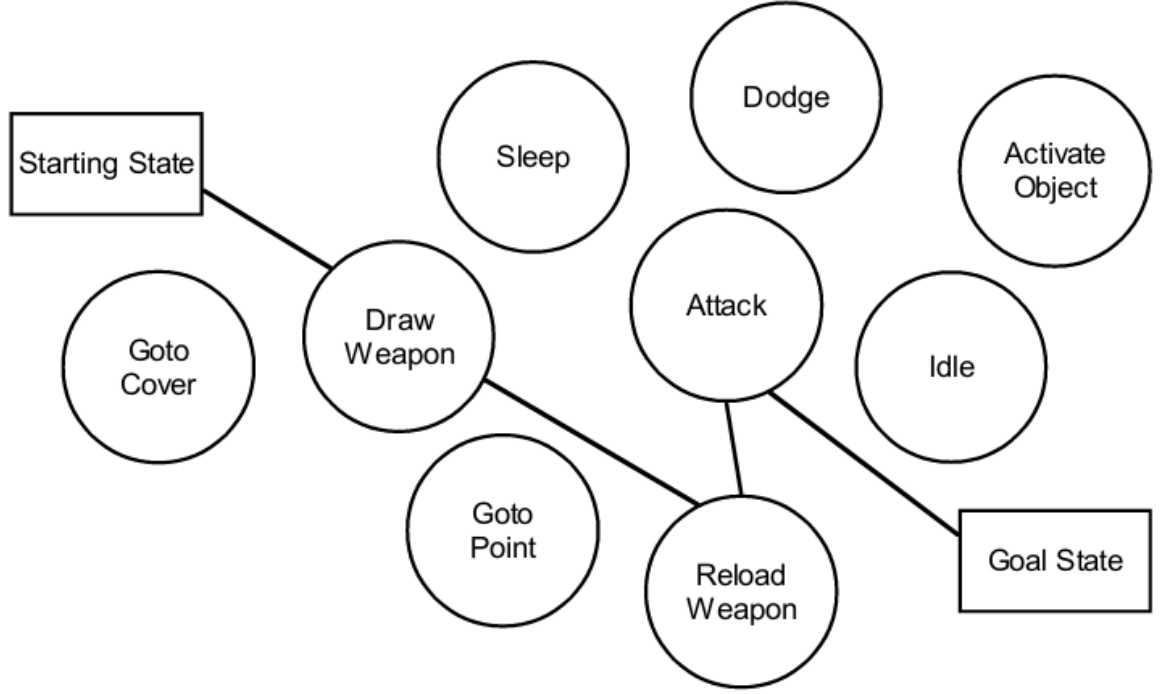 Dodge
Sleep
Activate
Object
Starting State
Attack
Draw
Weapon
Goto
Cover
Idle
Goto
Point
Goal State
Reload
Weapon